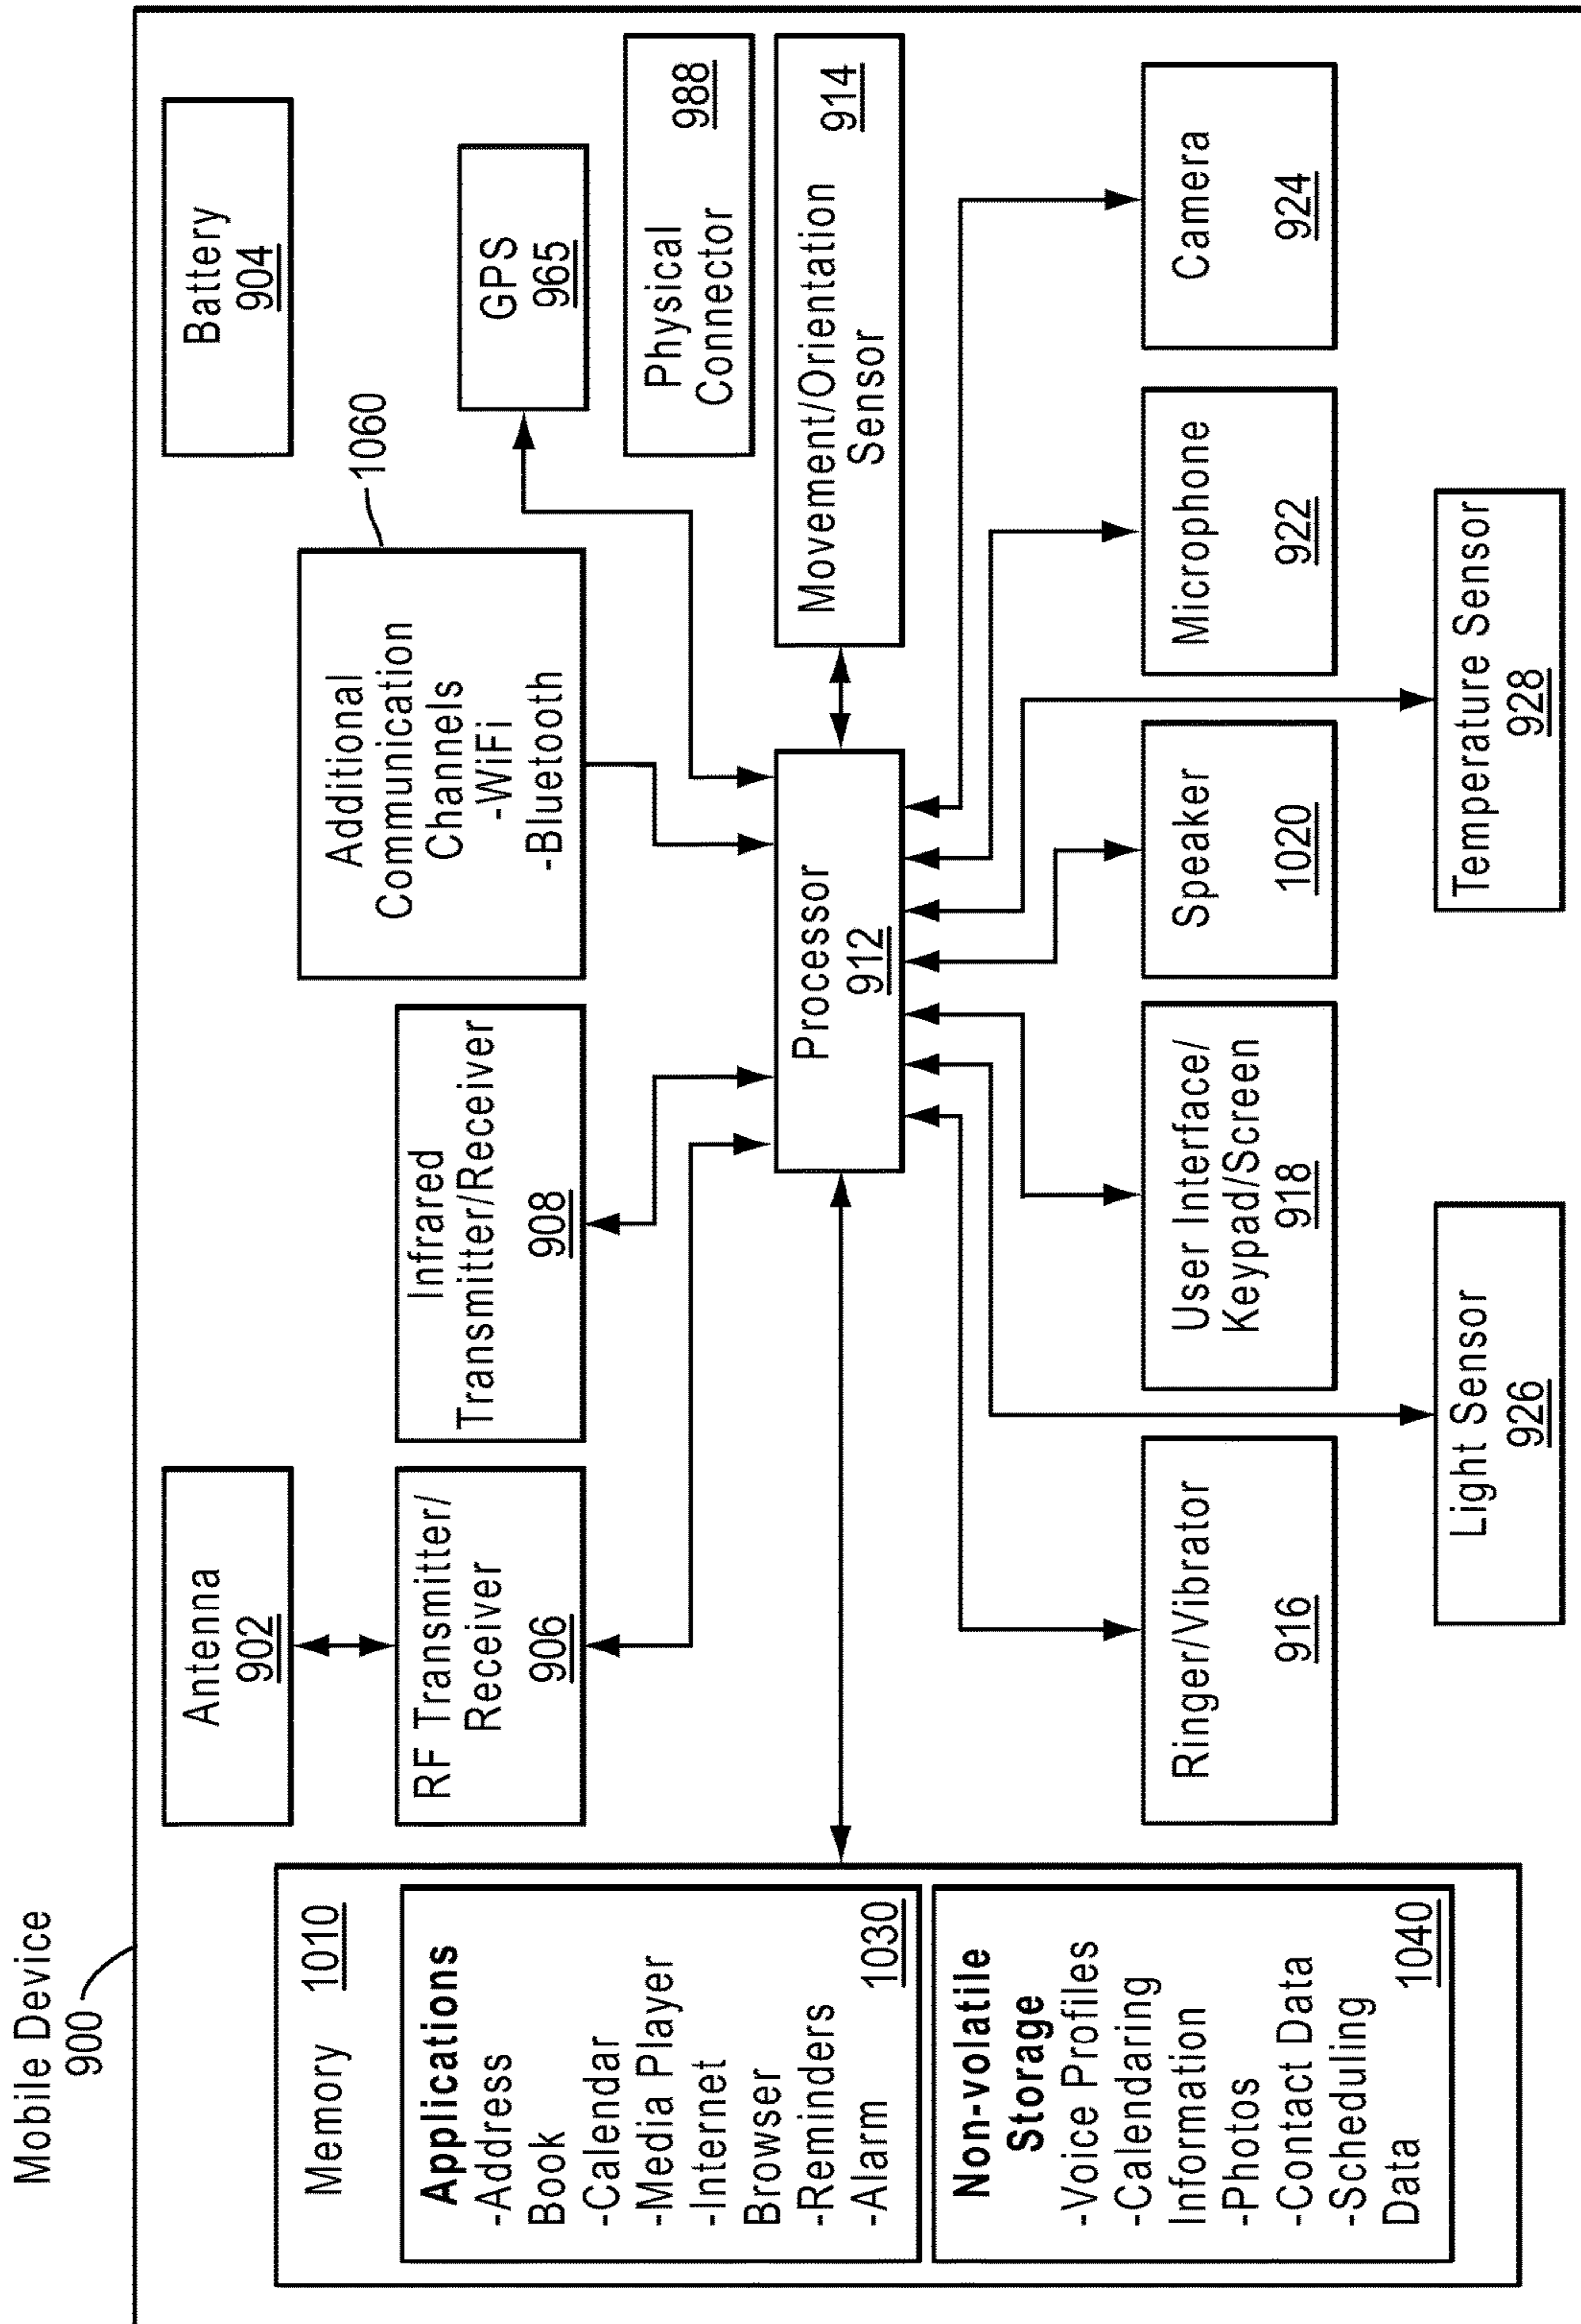 Mobile Device
900
Memory 1010
Applications
-Address
Book
-Calendar
-Media Player
-Internet
Browser
-Reminders
-Alarm 1030
Non-volatile
Storage
-Voice Profiles
-Calendaring
Information
-Photos
-Contact Data
-Scheduling
Data 1040
Antenna
902
Battery
904
RF Transmitter/
Receiver
906
Infrared
Transmitter/Receiver
908
Additional
Communication
Channels
-WiFi
-Bluetooth
1060
GPS
965
Physical
Connector
988
Processor
912
Movement/Orientation
Sensor
914
Ringer/Vibrator
916
User Interface/
Keypad/Screen
918
Speaker
1020
Microphone
922
Camera
924
Light Sensor
926
Temperature Sensor
928